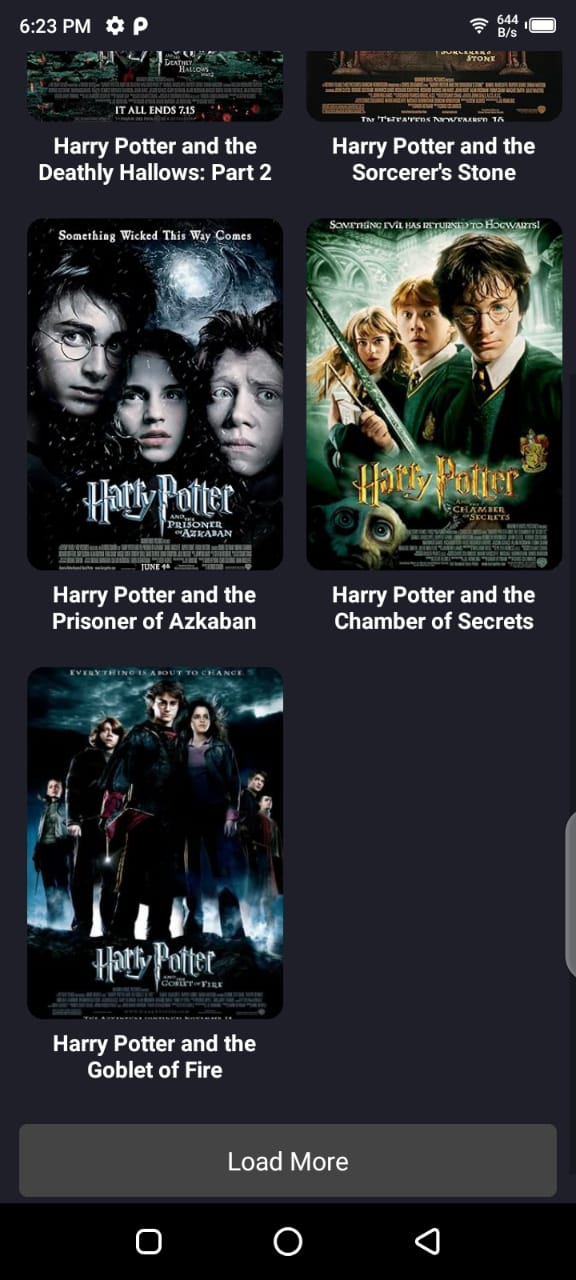 6:23 PM
644
B/s
DEATHLY
HALLOWS
IT ALL ENDS 7.15
SORCERER'S
STONE
IN THEATERS NOVEMBER 16
Harry Potter and the
Deathly Hallows: Part 2
Harry Potter and the
Sorcerer's Stone
Something Wicked This Way Comes
Harry Potter
AND THE
PRISONER
OF AZKABAN
JUNE 4
SOMETHING EVIL HAS RETURNED TO HOGWARTS!
Harry Potter
AND THE
CHAMBER
OF SECRETS
Harry Potter and the
Prisoner of Azkaban
Harry Potter and the
Chamber of Secrets
EVERYTHING IS ABOUT TO CHANGE
Harry Potter
AND THE
GOBLET OF FIRE
Harry Potter and the
Goblet of Fire
Load More